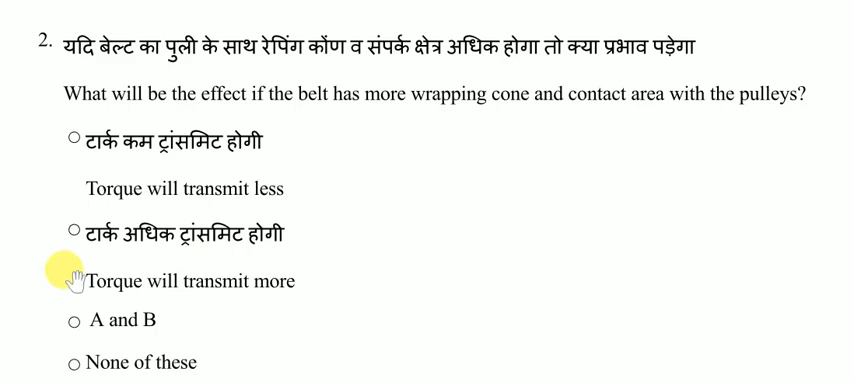 2. यदि बेल्ट का पुली के साथ रेपिंग कोंण व संपर्क क्षेत्र अधिक होगा तो क्या प्रभाव पड़ेगा
What will be the effect if the belt has more wrapping cone and contact area with the pulleys?
टार्क कम ट्रांसमिट होगी
Torque will transmit less
टार्क अधिक ट्रांसमिट होगी
Torque will transmit more
A and B
None of these